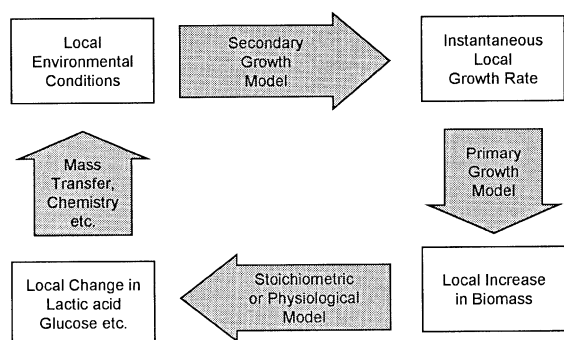 Local
Environmental
Conditions
Secondary
Growth
Model
Instantaneous
Local
Growth Rate
Mass
Transfer,
Chemistry
etc.
Primary
Growth
Model
Local Change in
Lactic acid
Glucose etc.
Stoichiometric
or Physiological
Model
Local Increase
in Biomass